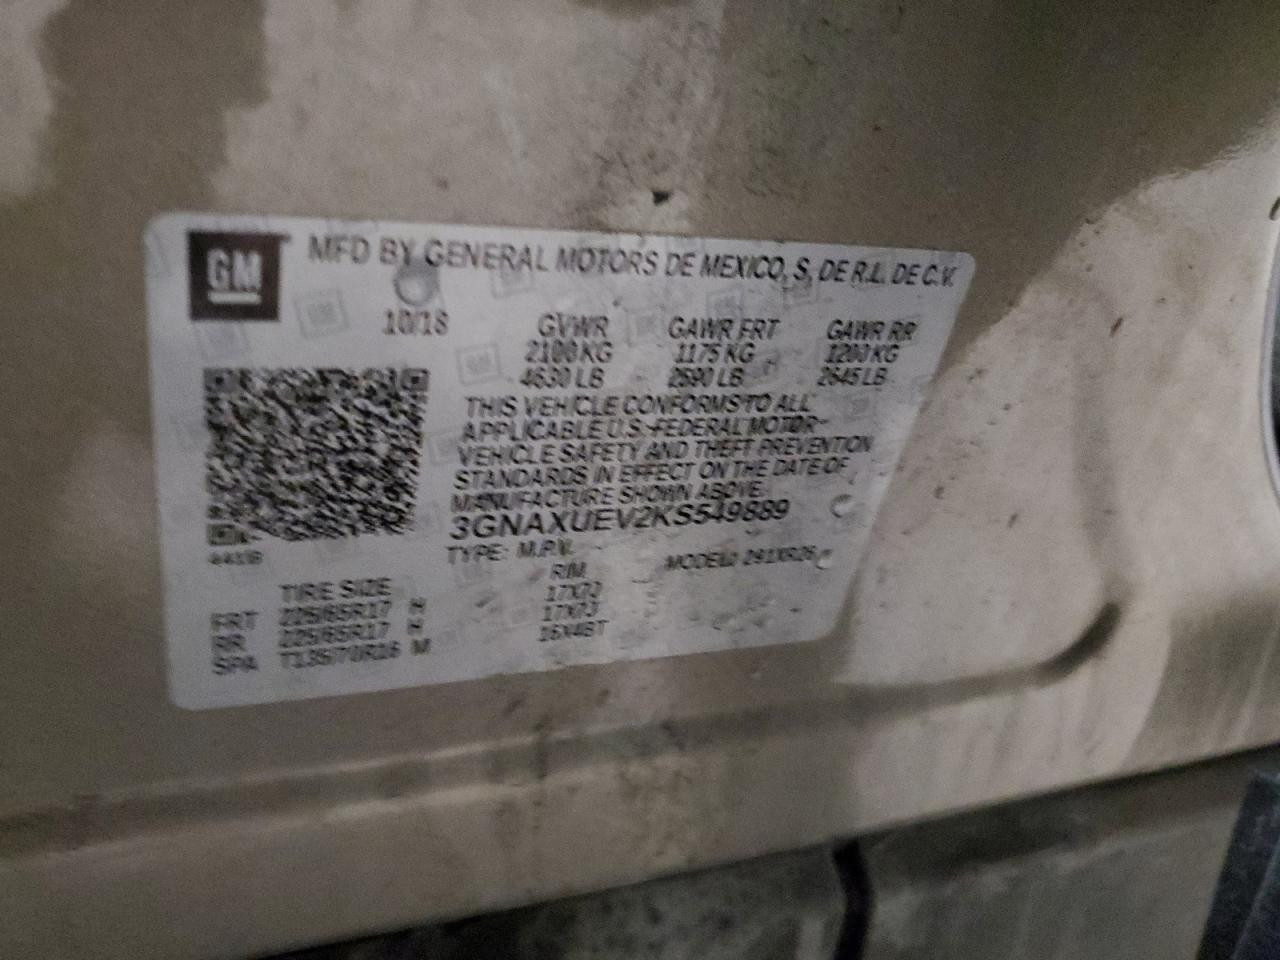 GM
MFD BY GENERAL MOTORS DE MEXICO, S. DE R.L. DE C.V.
10/18
GVWR GAWR FRT GAWR RR
2100 KG 1175 KG 1200 KG
4630 LB 2590 LB 2645 LB
THIS VEHICLE CONFORMS TO ALL
APPLICABLE U.S. FEDERAL MOTOR
VEHICLE SAFETY AND THEFT PREVENTION
STANDARDS IN EFFECT ON THE DATE OF
MANUFACTURE SHOWN ABOVE.
3GNAXUEV2KS549889
TYPE: M.P.V. MODEL: 
TIRE SIZE RIM
FRT 225/65R17 H 17X7J
RR 225/65R17 H 17X7J
SPA T135/70R16 M 16X4BT